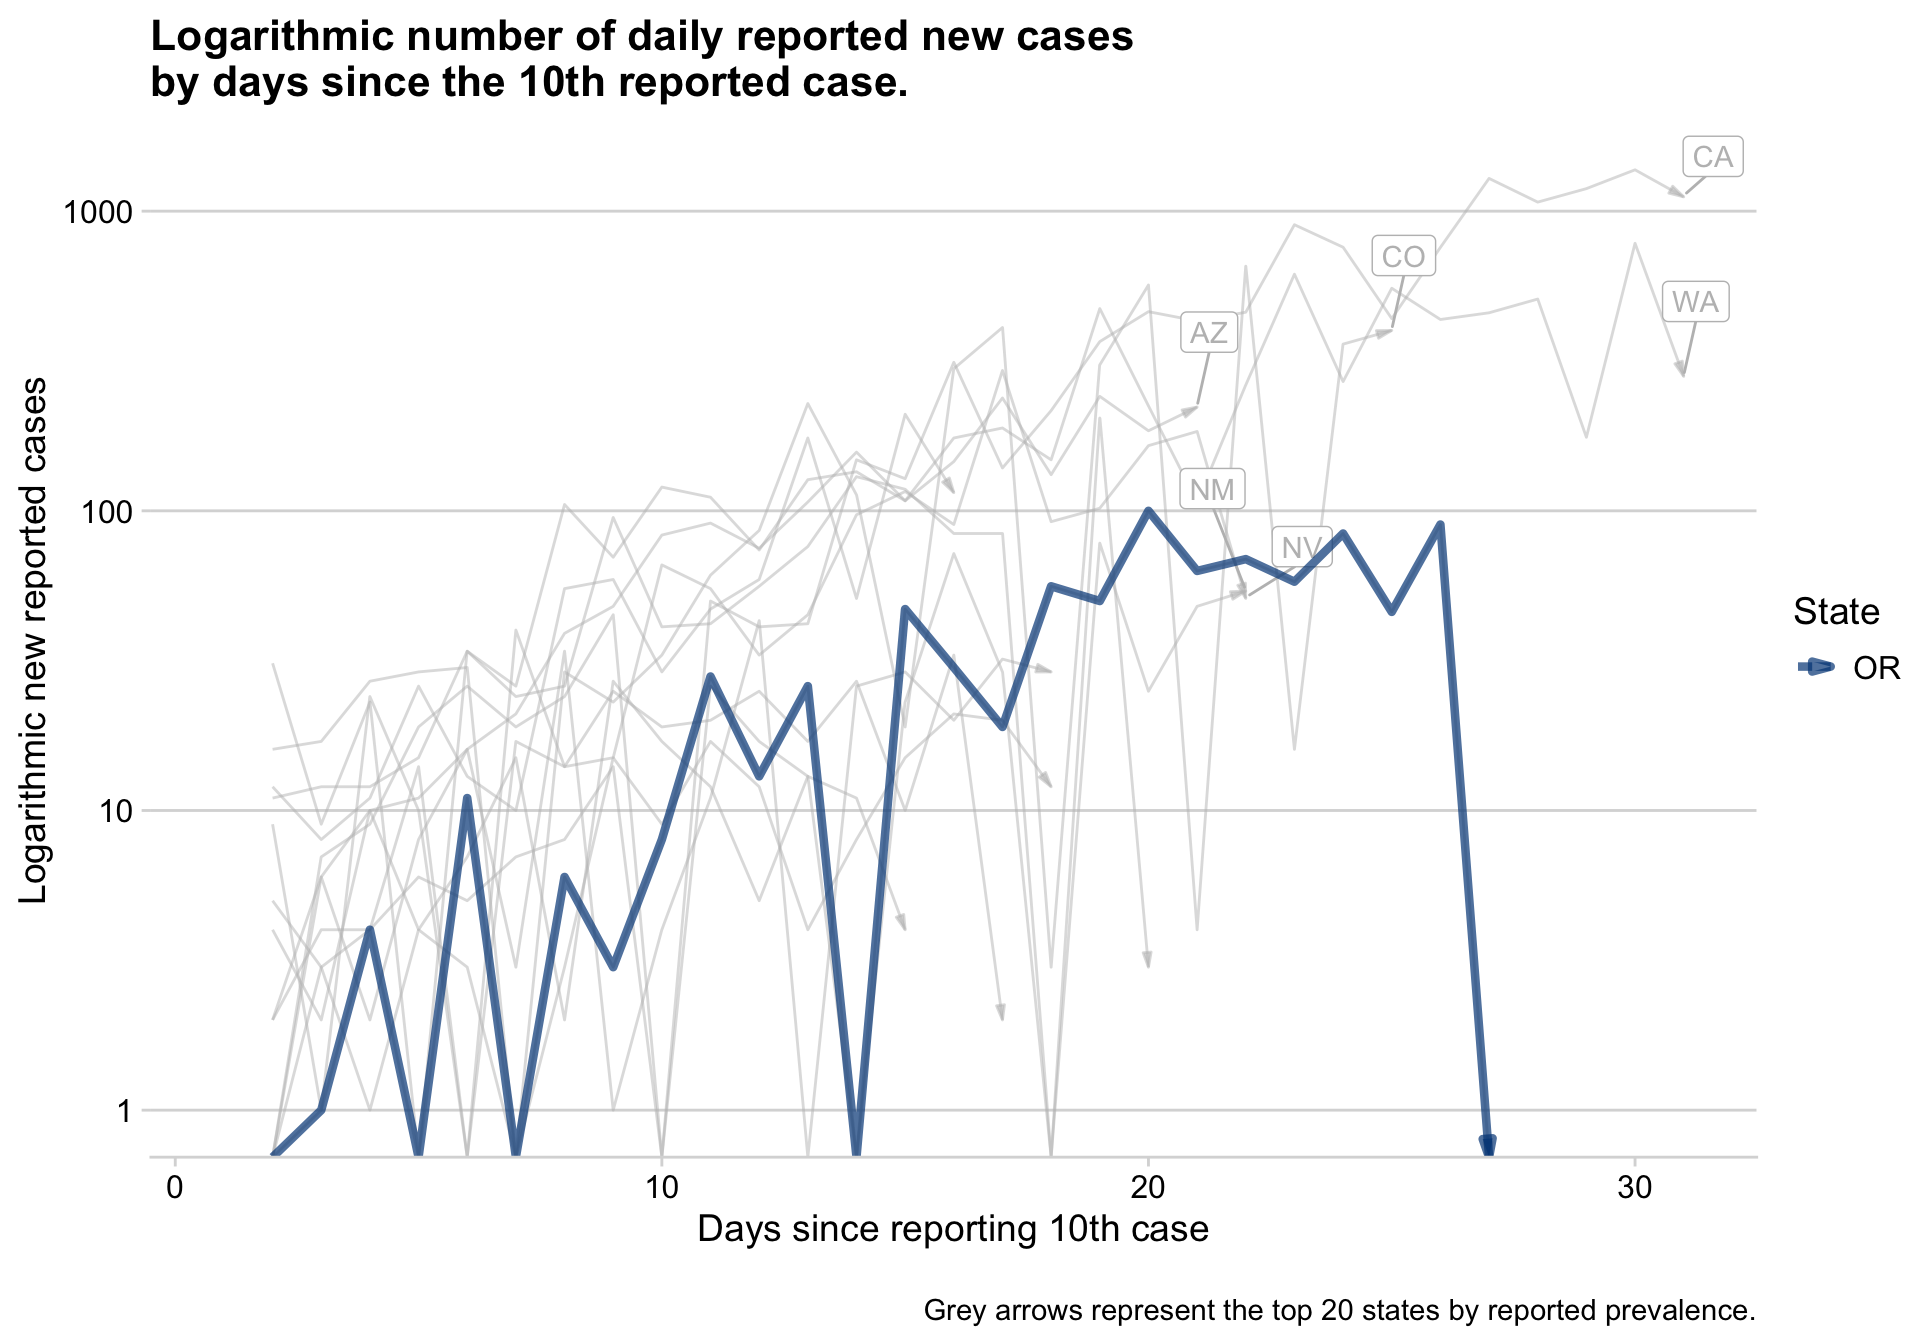 Logarithmic number of daily reported new cases
by days since the 10th reported case.
CA
1000
CO
WA
AZ
NM
100
NV
Logarithmic new reported cases
State
OR
10
1
0 10 20 30
Days since reporting 10th case
Grey arrows represent the top 20 states by reported prevalence.